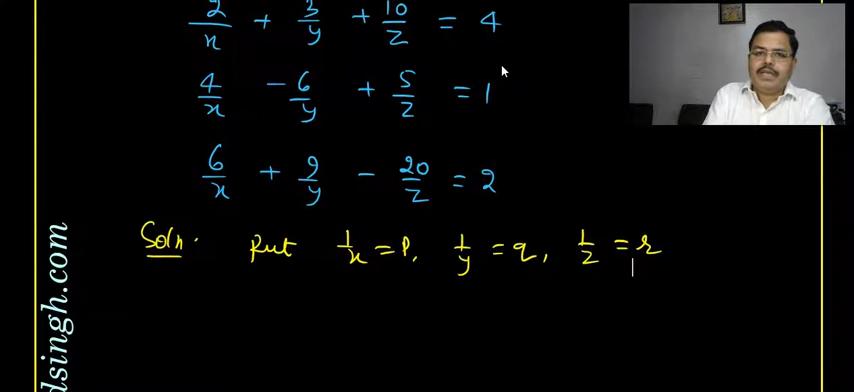 2/x + 3/y + 10/z = 4
4/x - 6/y + 5/z = 1
6/x + 9/y - 20/z = 2
Soln. Put 1/x = P, 1/y = q, 1/z = r
dsingh.com